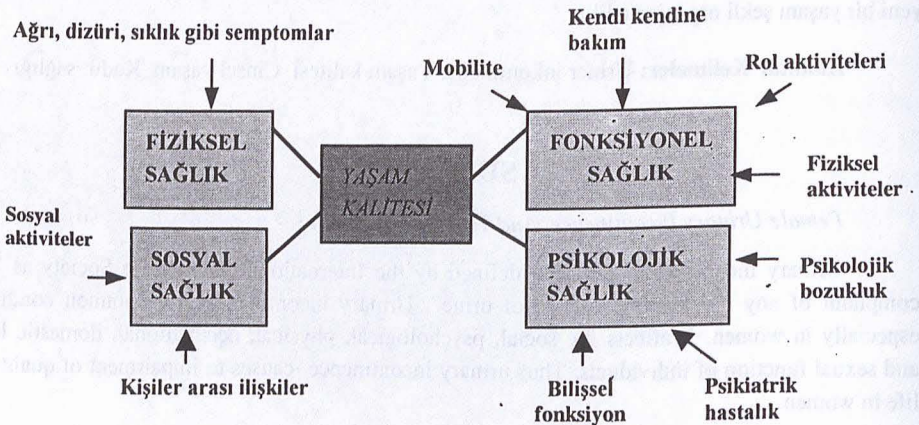 Ağrı, dizüri, sıklık gibi semptomlar
Kendi kendine
bakım
Mobilite
Rol aktiviteleri
FİZİKSEL
SAĞLIK
FONKSİYONEL
SAĞLIK
YAŞAM
KALİTESİ
Fiziksel
aktiviteler
Sosyal
aktiviteler
SOSYAL
SAĞLIK
PSİKOLOJİK
SAĞLIK
Psikolojik
bozukluk
Kişiler arası ilişkiler
Bilişsel
fonksiyon
Psikiatrik
hastalık